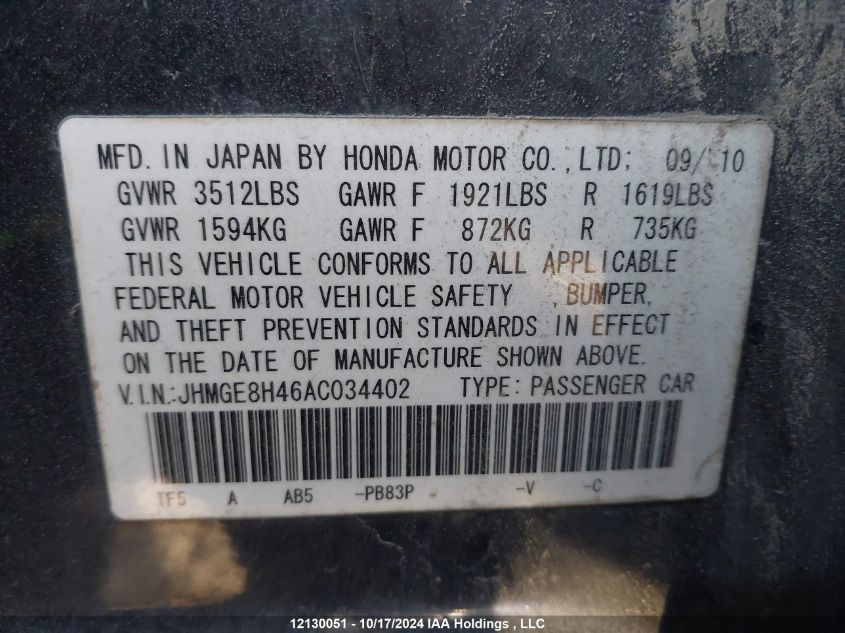 MFD. IN JAPAN BY HONDA MOTOR CO.,LTD: 09/'10
GVWR 3512LBS GAWR F 1921LBS R 1619LBS
GVWR 1594KG GAWR F 872KG R 735KG
THIS VEHICLE CONFORMS TO ALL APPLICABLE
FEDERAL MOTOR VEHICLE SAFETY , BUMPER,
AND THEFT PREVENTION STANDARDS IN EFFECT
ON THE DATE OF MANUFACTURE SHOWN ABOVE.
V.I.N.:JHMGE8H46AC034402 TYPE: PASSENGER CAR
TF5 A AB5 -PB83P -V -C
12130051 - 10/17/2024 IAA Holdings , LLC